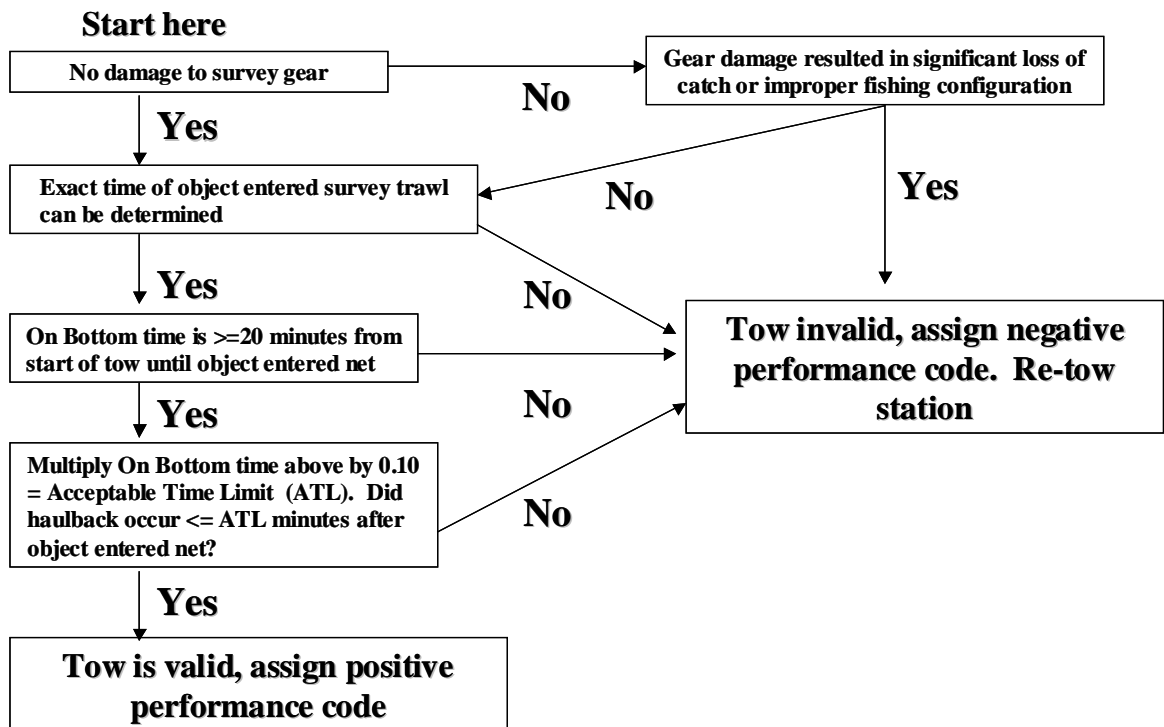 Start here
No damage to survey gear
No
Gear damage resulted in significant loss of
catch or improper fishing configuration
Yes
Exact time of object entered survey trawl
can be determined
No
Yes
Yes
No
On Bottom time is >=20 minutes from
start of tow until object entered net
Tow invalid, assign negative
performance code. Re-tow
station
Yes
No
Multiply On Bottom time above by 0.10
= Acceptable Time Limit (ATL). Did
haulback occur <= ATL minutes after
object entered net?
No
Yes
Tow is valid, assign positive
performance code